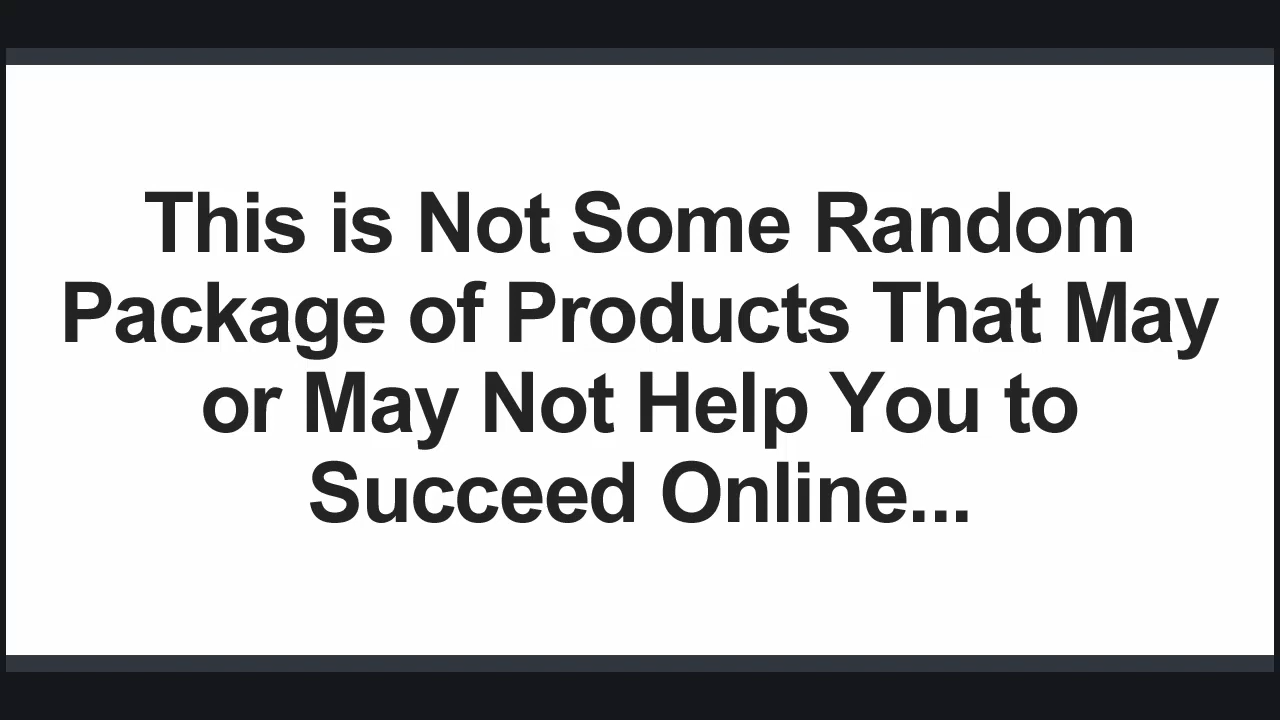 This is Not Some Random
Package of Products That May
or May Not Help You to
Succeed Online...